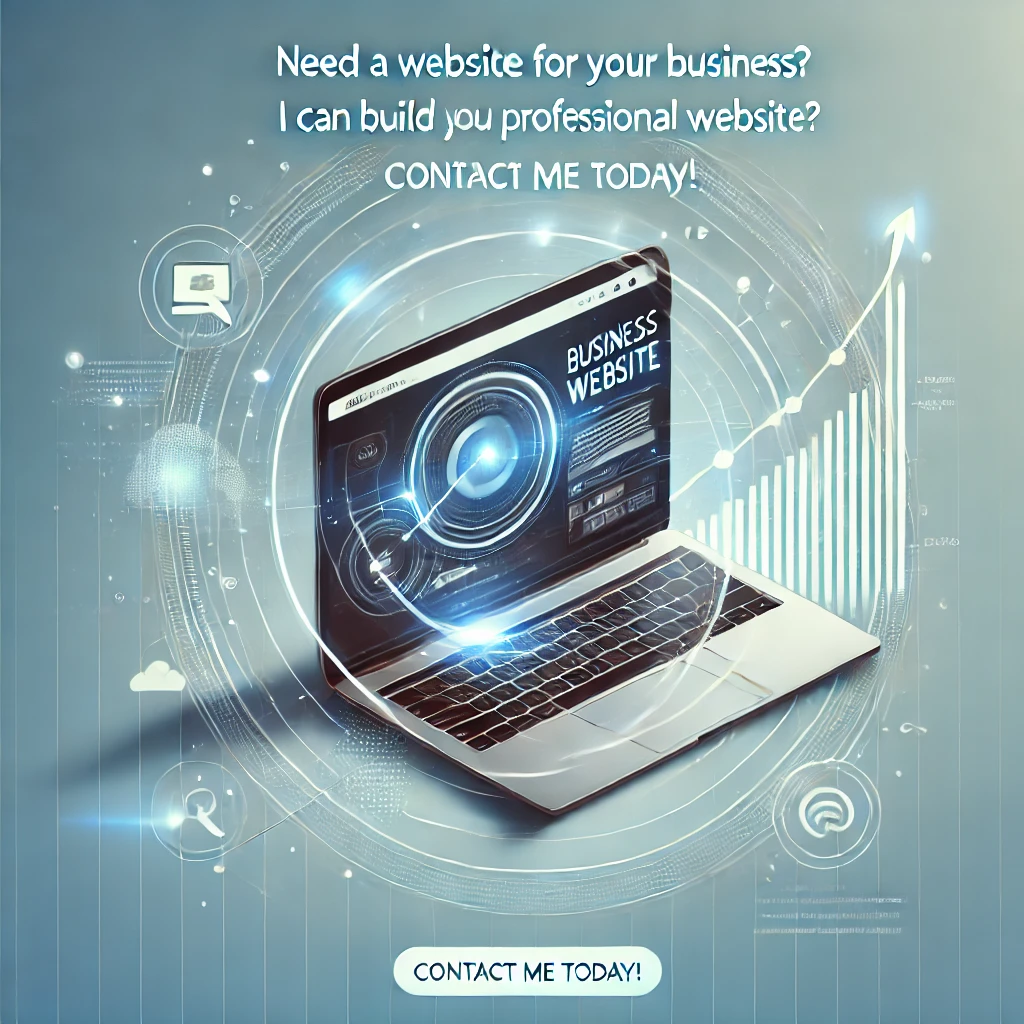 Need a website for your business?
I can build you professional website?
CONTACT ME TODAY!
BUSINESS
WEBSITE
CONTACT ME TODAY!